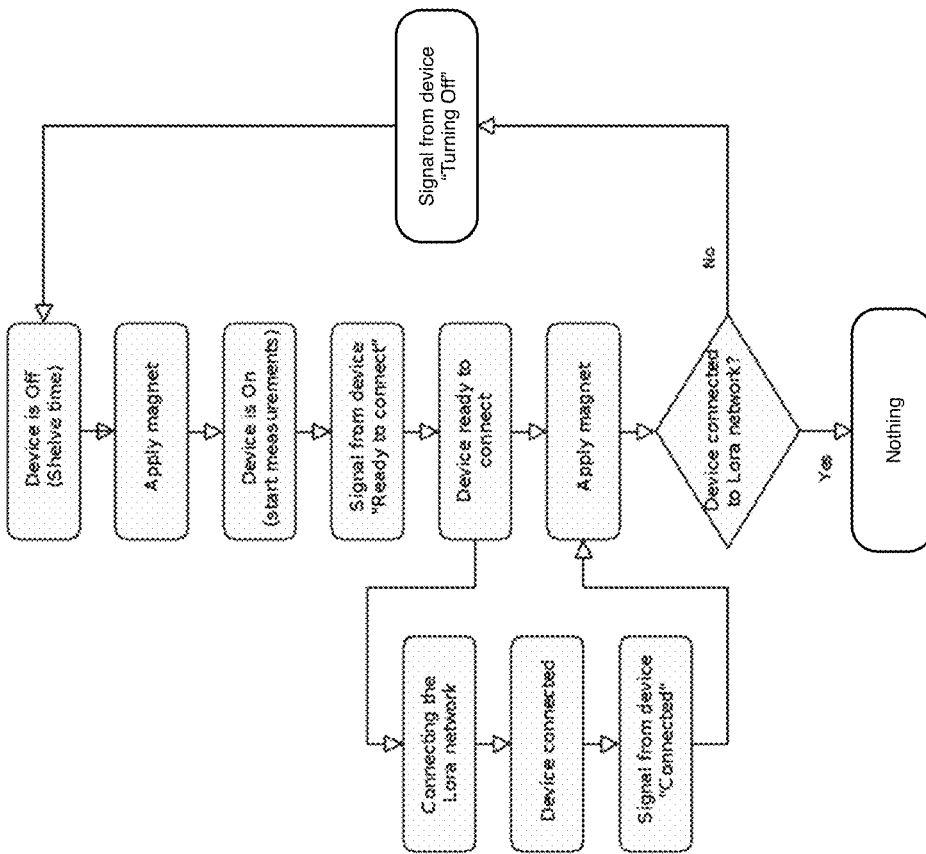 Device is Off
(Shelve time)
Apply magnet
Device is On
(start measurements)
Signal from device
"Ready to connect"
Device ready to
connect
Apply magnet
Device connected
to Lora network?
Yes
Nothing
No
Signal from device
"Turning Off"
Connecting the
Lora network
Device connected
Signal from device
"Connected"